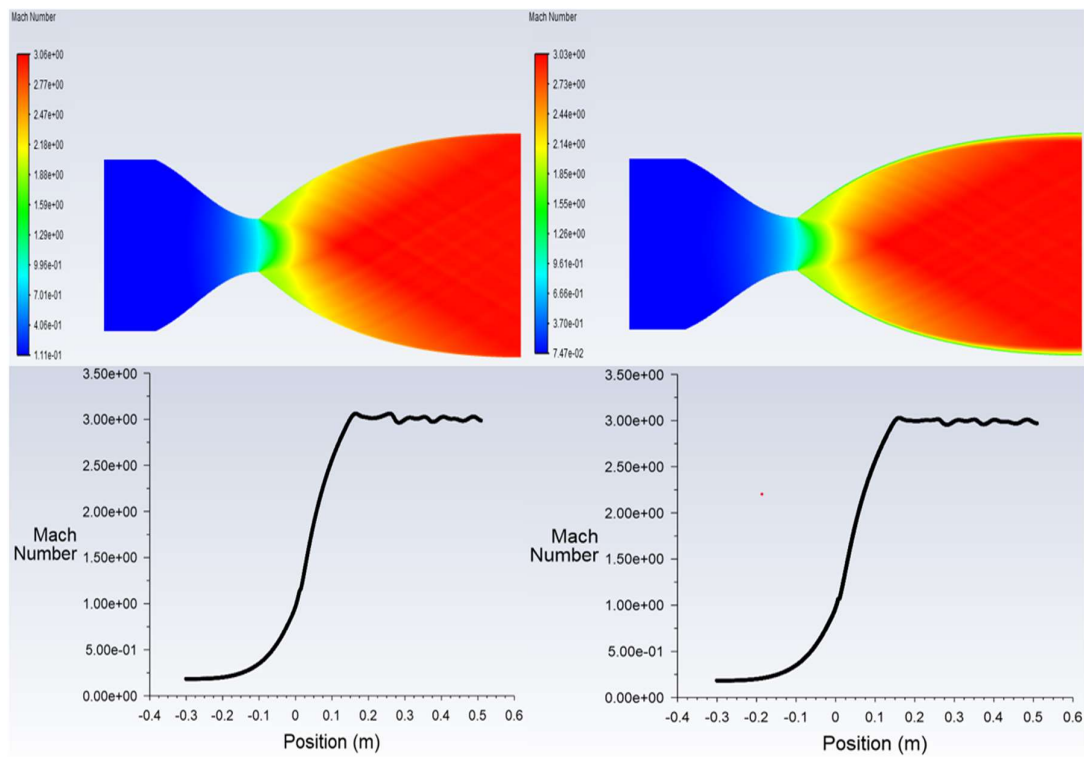 Mach Number
3.06e+00
2.77e+00
2.47e+00
2.18e+00
1.88e+00
1.59e+00
1.29e+00
9.95e-01
7.01e-01
4.06e-01
1.11e-01
Mach Number
3.03e+00
2.73e+00
2.44e+00
2.14e+00
1.85e+00
1.55e+00
1.25e+00
9.61e-01
6.66e-01
3.70e-01
7.47e-02
3.50e+00
3.00e+00
2.50e+00
2.00e+00
1.50e+00
1.00e+00
5.00e-01
0.00e+00
Mach
Number
-0.4 -0.3 -0.2 -0.1 0 0.1 0.2 0.3 0.4 0.5 0.6
Position (m)
3.50e+00
3.00e+00
2.50e+00
2.00e+00
1.50e+00
1.00e+00
5.00e-01
0.00e+00
Mach
Number
-0.4 -0.3 -0.2 -0.1 0 0.1 0.2 0.3 0.4 0.5 0.6
Position (m)